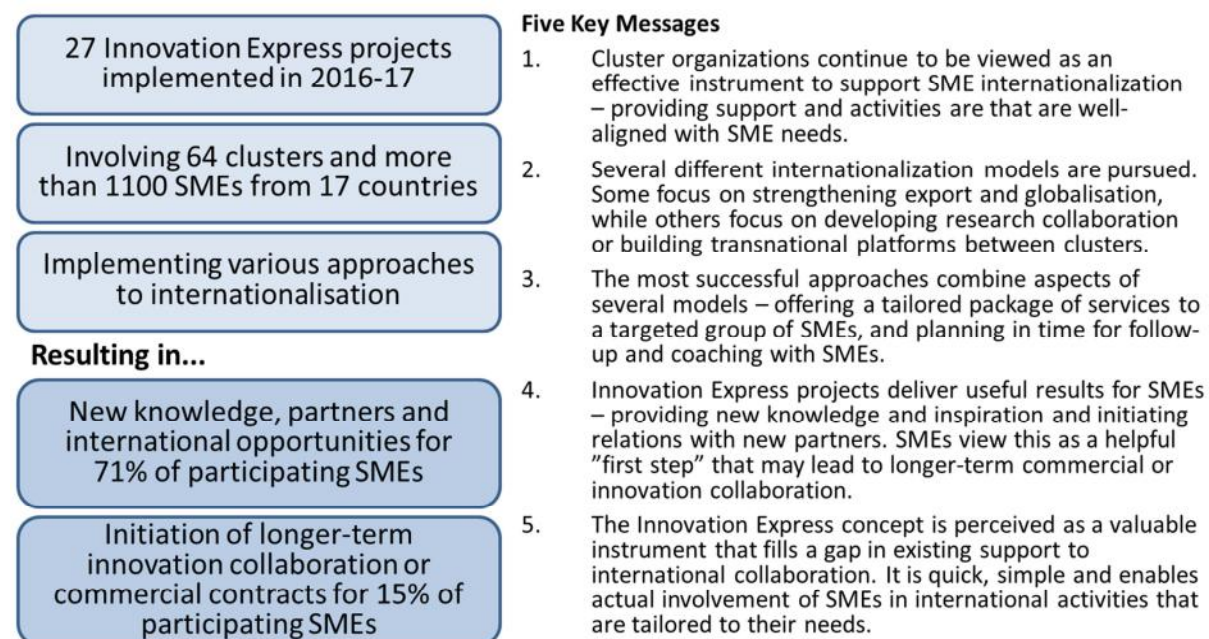 27 Innovation Express projects
implemented in 2016-17
Involving 64 clusters and more
than 1100 SMEs from 17 countries
Implementing various approaches
to internationalisation
Resulting in...
New knowledge, partners and
international opportunities for
71% of participating SMEs
Initiation of longer-term
innovation collaboration or
commercial contracts for 15% of
participating SMEs
Five Key Messages
1. Cluster organizations continue to be viewed as an
effective instrument to support SME internationalization
– providing support and activities are that are well-
aligned with SME needs.
2. Several different internationalization models are pursued.
Some focus on strengthening export and globalisation,
while others focus on developing research collaboration
or building transnational platforms between clusters.
3. The most successful approaches combine aspects of
several models – offering a tailored package of services to
a targeted group of SMEs, and planning in time for follow-
up and coaching with SMEs.
4. Innovation Express projects deliver useful results for SMEs
– providing new knowledge and inspiration and initiating
relations with new partners. SMEs view this as a helpful
”first step” that may lead to longer-term commercial or
innovation collaboration.
5. The Innovation Express concept is perceived as a valuable
instrument that fills a gap in existing support to
international collaboration. It is quick, simple and enables
actual involvement of SMEs in international activities that
are tailored to their needs.